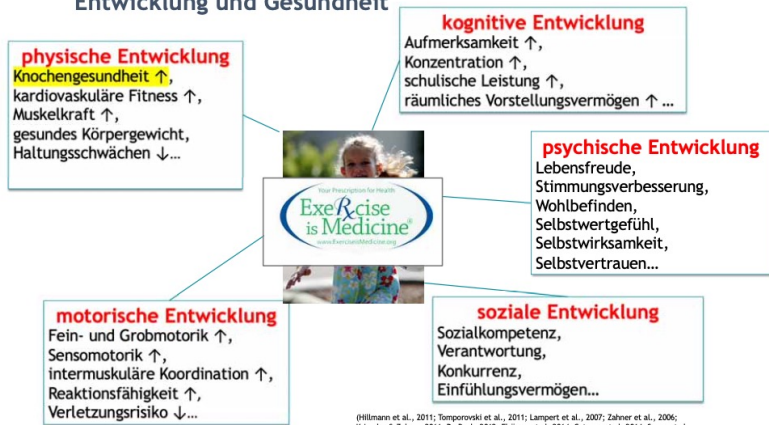 Entwicklung und Gesundheit
physische Entwicklung
Knochengesundheit ↑,
kardiovaskuläre Fitness ↑,
Muskelkraft ↑,
gesundes Körpergewicht,
Haltungsschwächen ↓…
kognitive Entwicklung
Aufmerksamkeit ↑,
Konzentration ↑,
schulische Leistung ↑,
räumliches Vorstellungsvermögen ↑ …
psychische Entwicklung
Lebensfreude,
Stimmungsverbesserung,
Wohlbefinden,
Selbstwertgefühl,
Selbstwirksamkeit,
Selbstvertrauen…
Your Prescription for Health
ExeRxcise
is Medicine®
www.ExerciseIsMedicine.org
motorische Entwicklung
Fein- und Grobmotorik ↑,
Sensomotorik ↑,
intermuskuläre Koordination ↑,
Reaktionsfähigkeit ↑,
Verletzungsrisiko ↓…
soziale Entwicklung
Sozialkompetenz,
Verantwortung,
Konkurrenz,
Einfühlungsvermögen…
(Hillmann et al., 2011; Tomporovski et al., 2011; Lampert et al., 2007; Zahner et al., 2006;